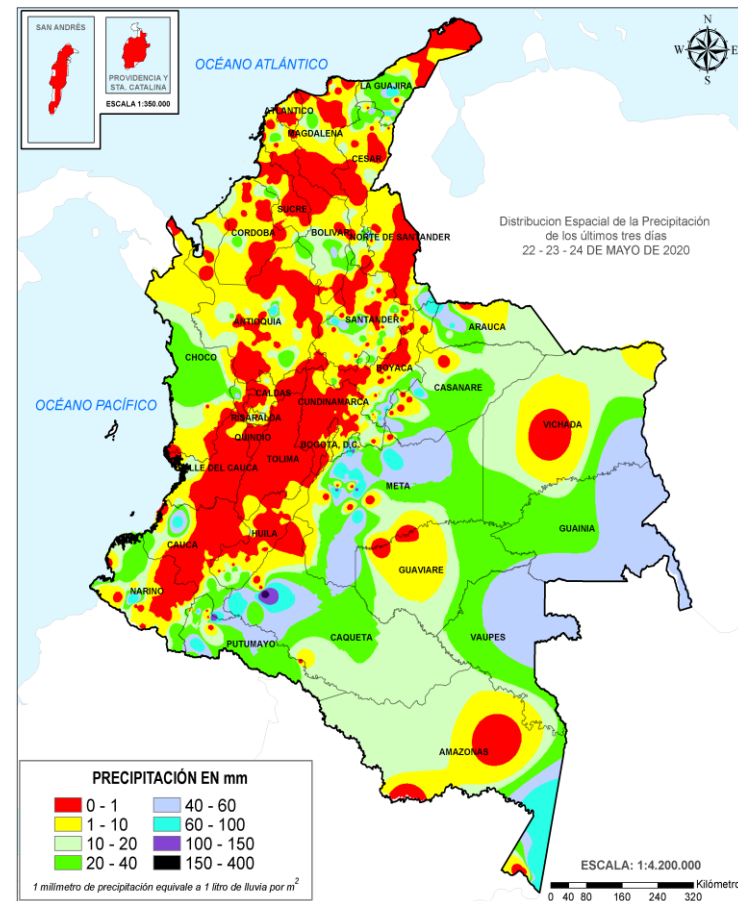 SAN ANDRÉS
PROVIDENCIA Y
STA. CATALINA
ESCALA 1:350.000
OCÉANO ATLÁNTICO
N
W
E
S
LA GUAJIRA
ATLANTICO
MAGDALENA
CESAR
SUCRE
CORDOBA
BOLIVAR
NORTE DE SANTANDER
Distribucion Espacial de la Precipitación
de los últimos tres días
22 - 23 - 24 DE MAYO DE 2020
ANTIOQUIA
SANTANDER
ARAUCA
CHOCO
BOYACA
CASANARE
OCÉANO PACÍFICO
CALDAS
CUNDINAMARCA
RISARALDA
VICHADA
QUINDIO
BOGOTA, D.C.
TOLIMA
VALLE DEL CAUCA
META
GUAINIA
CAUCA
HUILA
GUAVIARE
NARIÑO
PUTUMAYO
CAQUETA
VAUPES
AMAZONAS
PRECIPITACIÓN EN mm
0 - 1
40 - 60
1 - 10
60 - 100
10 - 20
100 - 150
20 - 40
150 - 400
1 milímetro de precipitación equivale a 1 litro de lluvia por m²
ESCALA: 1:4.200.000
Kilómetro
0 40 80 160 240 320